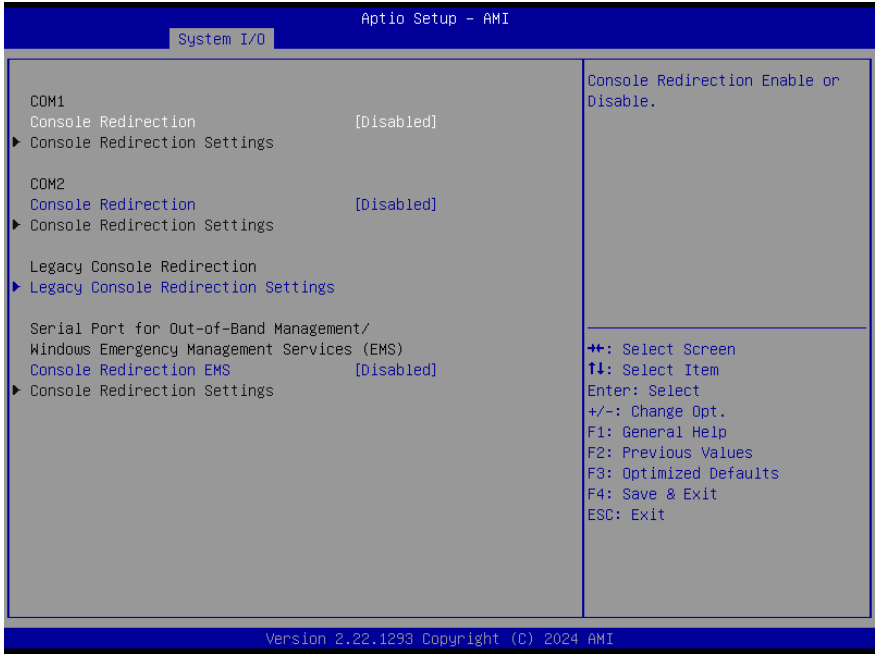 Aptio Setup – AMI
System I/O
COM1
Console Redirection [Disabled]
Console Redirection Settings
COM2
Console Redirection [Disabled]
Console Redirection Settings
Legacy Console Redirection
Legacy Console Redirection Settings
Serial Port for Out-of-Band Management/
Windows Emergency Management Services (EMS)
Console Redirection EMS [Disabled]
Console Redirection Settings
Console Redirection Enable or
Disable.
→←: Select Screen
↑↓: Select Item
Enter: Select
+/-: Change Opt.
F1: General Help
F2: Previous Values
F3: Optimized Defaults
F4: Save & Exit
ESC: Exit
Version 2.22.1293 Copyright (C) 2024 AMI